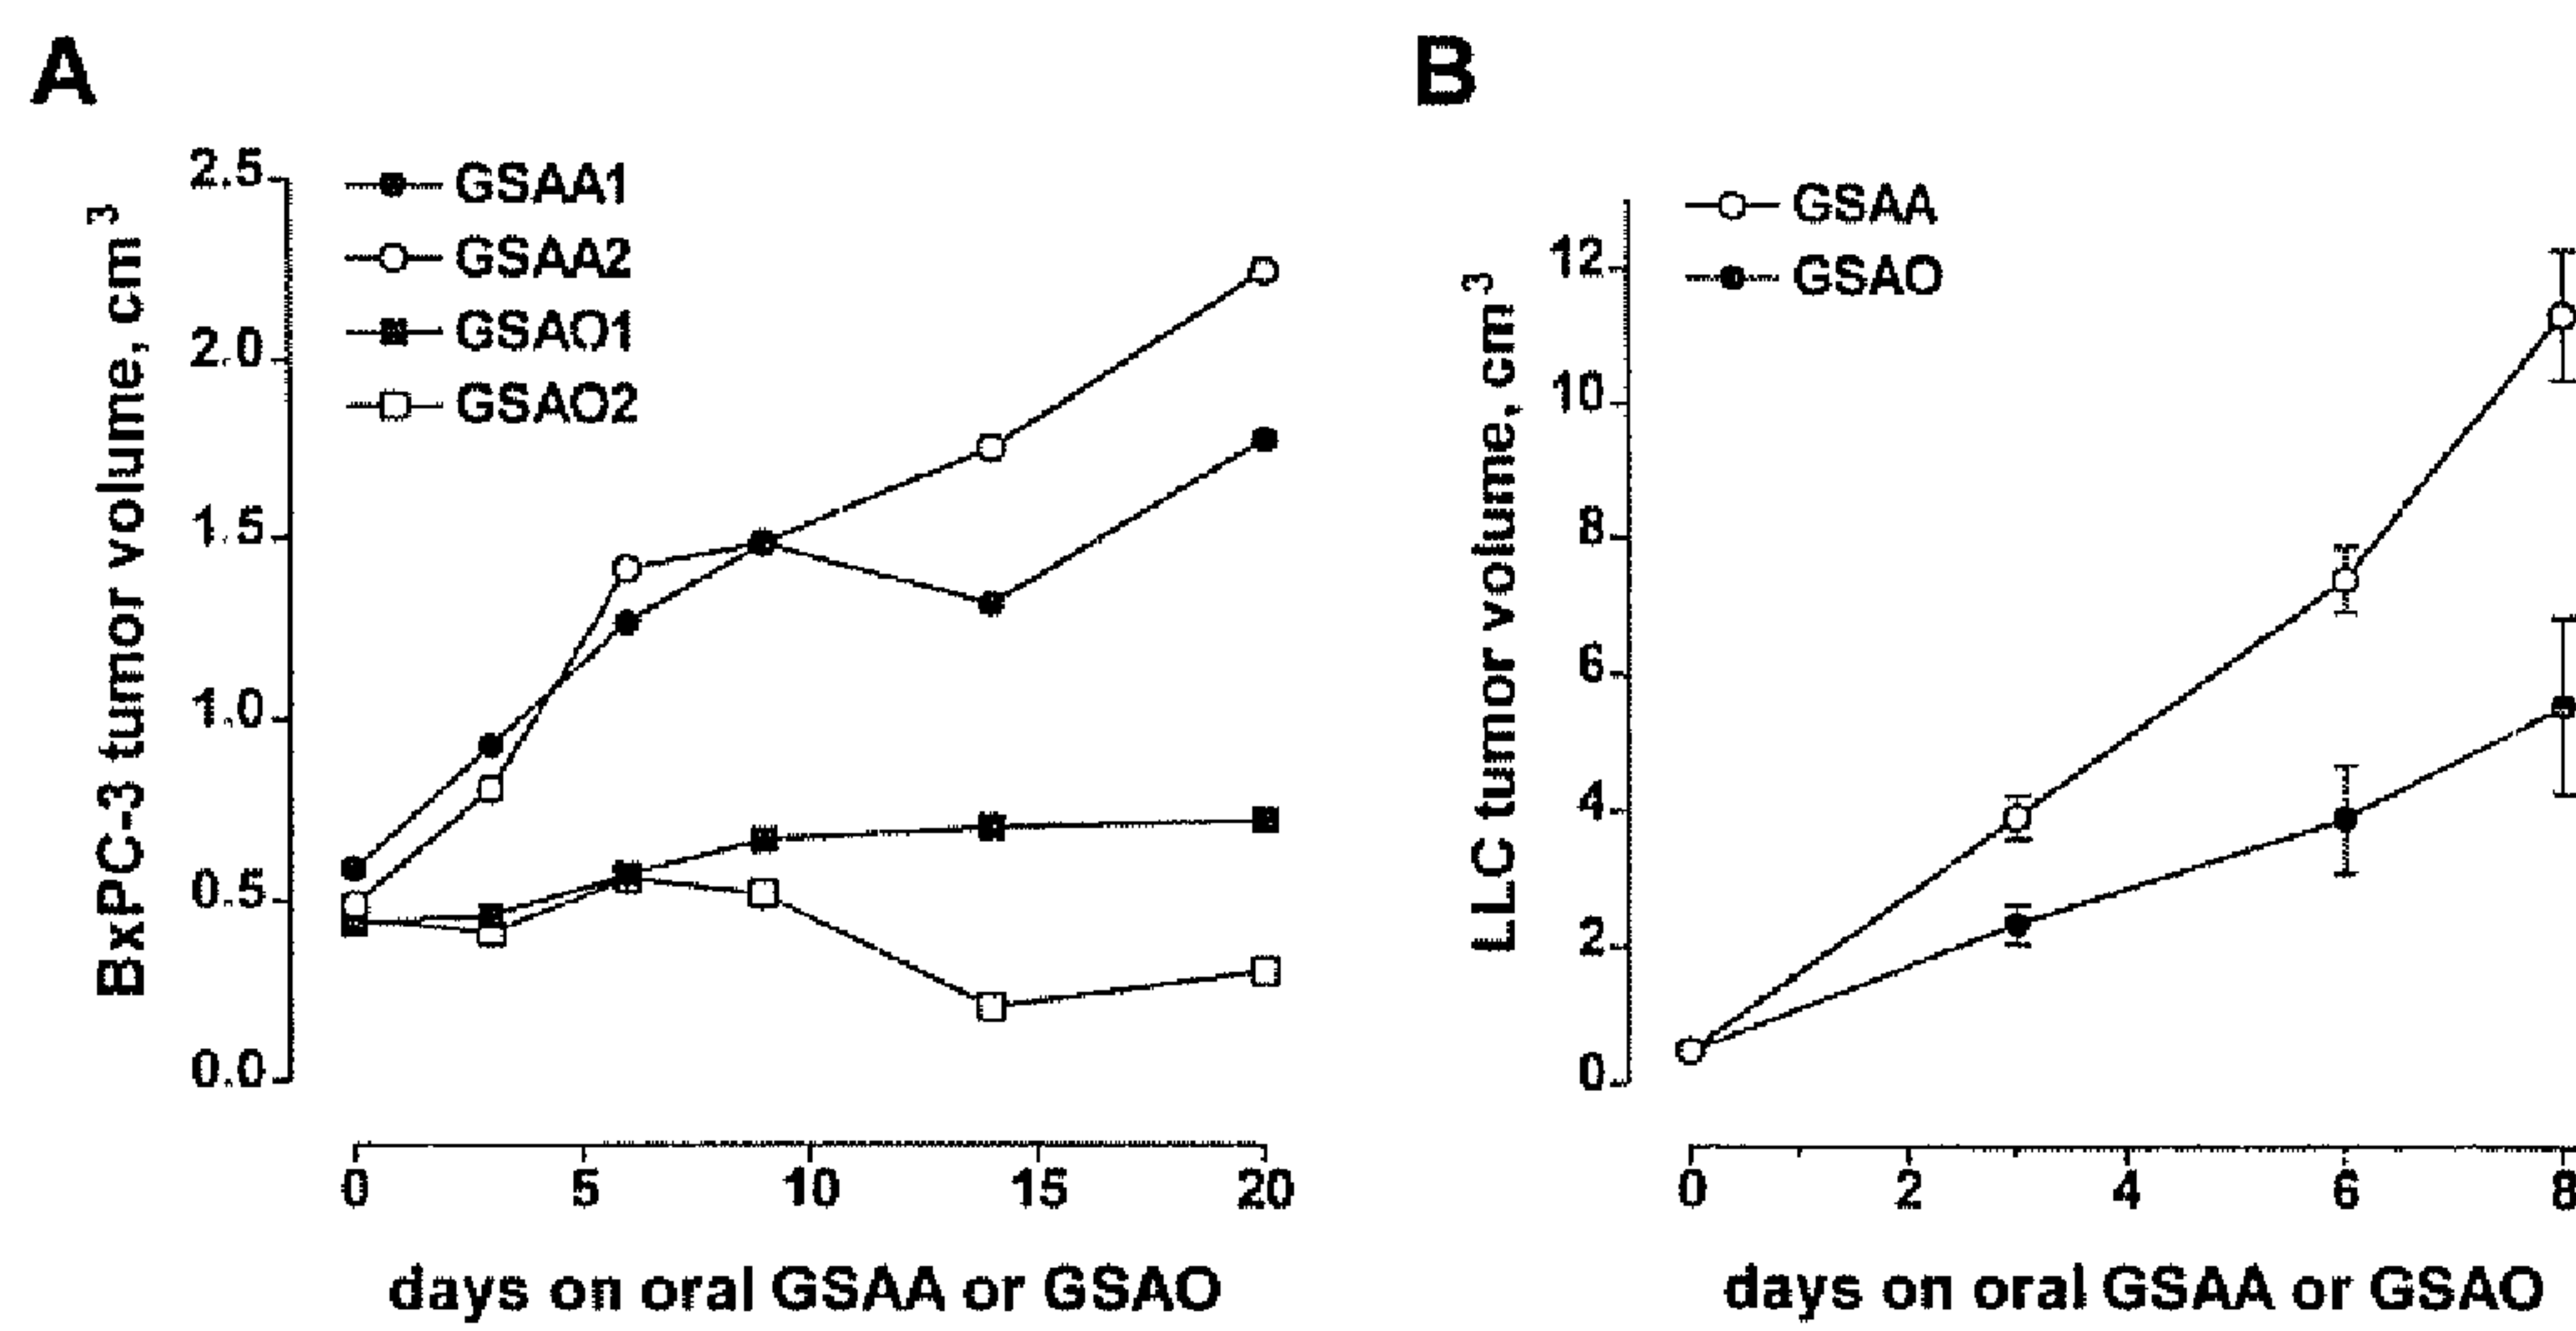 A
BxPC-3 tumor volume, cm3
2.5
2.0
1.5
1.0
0.5
0.0
GSAA1
GSAA2
GSAO1
GSAO2
0 5 10 15 20
days on oral GSAA or GSAO
B
LLC tumor volume, cm3
12
10
8
6
4
2
0
GSAA
GSAO
0 2 4 6 8
days on oral GSAA or GSAO